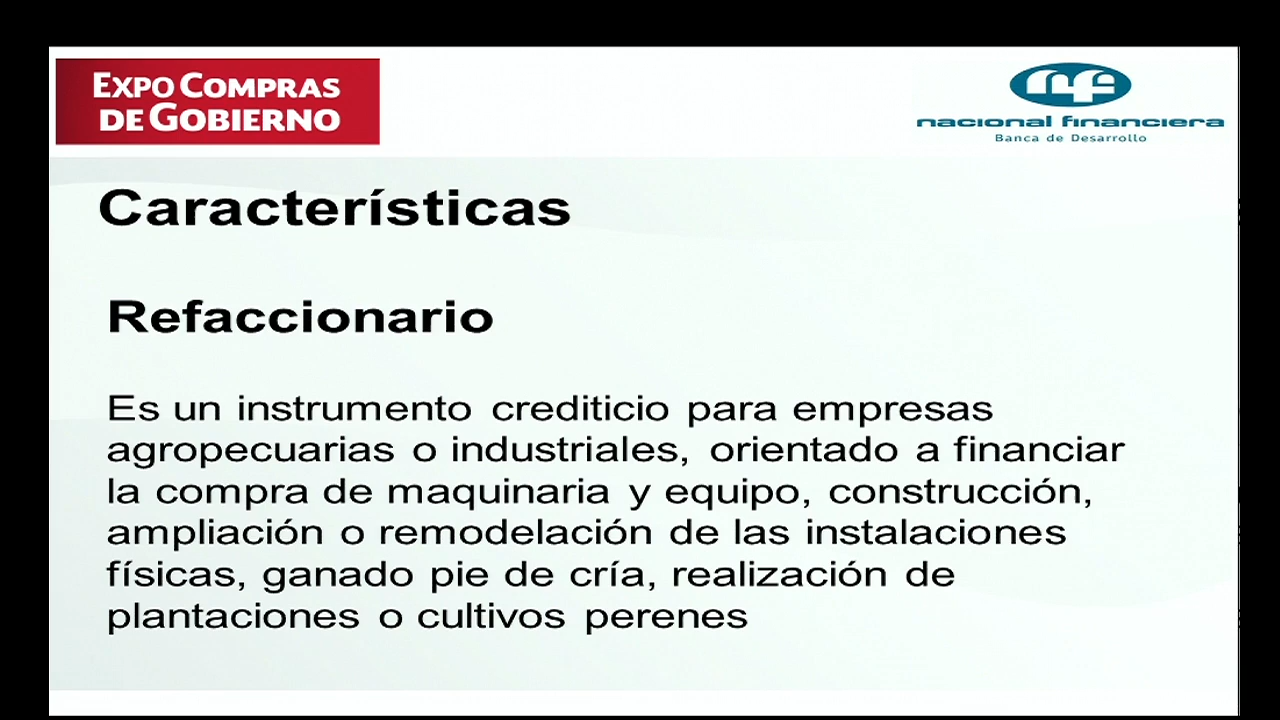 EXPO COMPRAS
DE GOBIERNO
nf
nacional financiera
Banca de Desarrollo
Características
Refaccionario
Es un instrumento crediticio para empresas
agropecuarias o industriales, orientado a financiar
la compra de maquinaria y equipo, construcción,
ampliación o remodelación de las instalaciones
físicas, ganado pie de cría, realización de
plantaciones o cultivos perenes